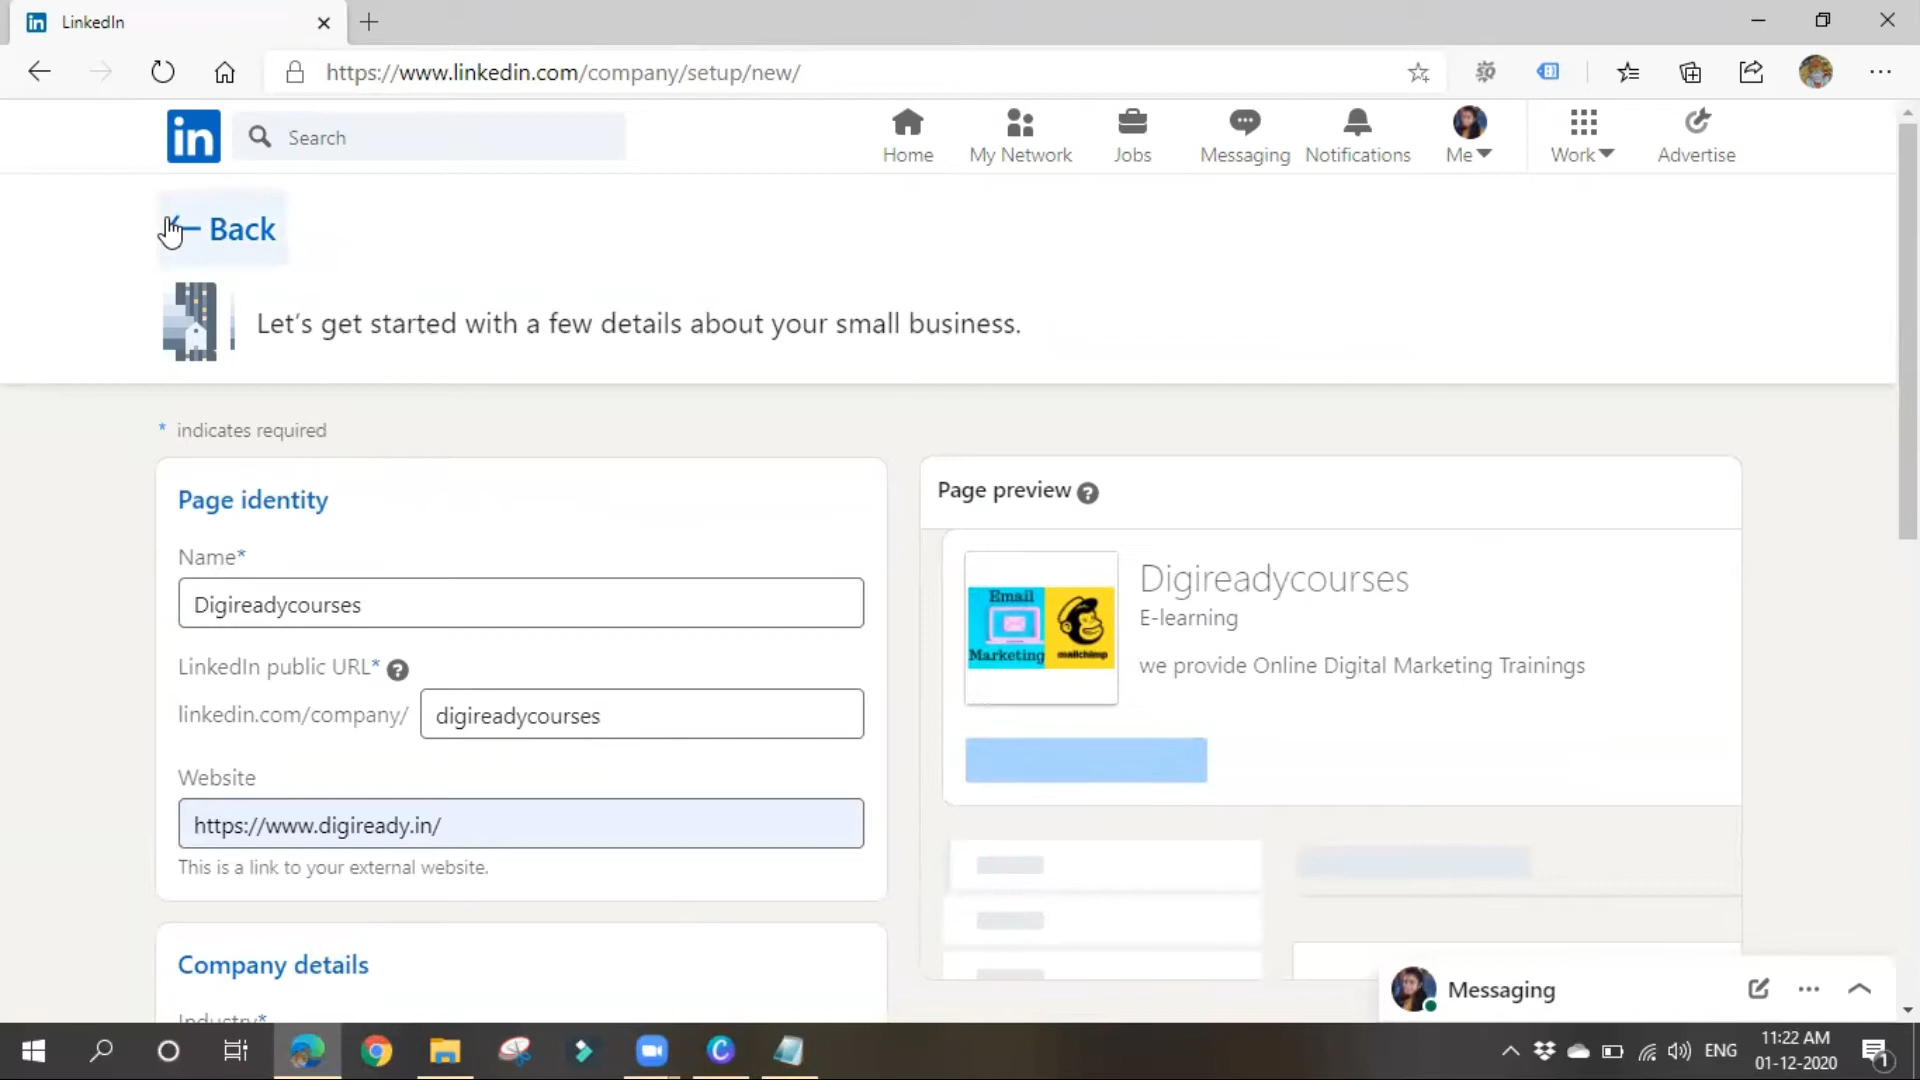 LinkedIn
https://www.linkedin.com/company/setup/new/
in
Search
Home
My Network
Jobs
Messaging
Notifications
Me
Work
Advertise
← Back
Let's get started with a few details about your small business.
* indicates required
Page identity
Name*
Digireadycourses
LinkedIn public URL* ?
linkedin.com/company/ digireadycourses
Website
https://www.digiready.in/
This is a link to your external website.
Company details
Industry*
Page preview ?
Email
Marketing
mailchimp
Digireadycourses
E-learning
we provide Online Digital Marketing Trainings
Messaging
ENG
11:22 AM
01-12-2020
1